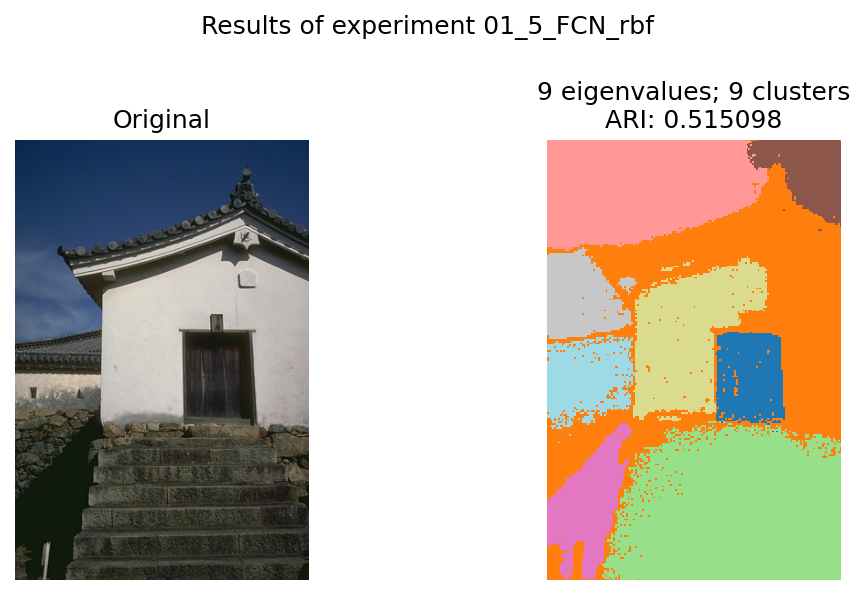 Results of experiment 01_5_FCN_rbf
Original
9 eigenvalues; 9 clusters
ARI: 0.515098